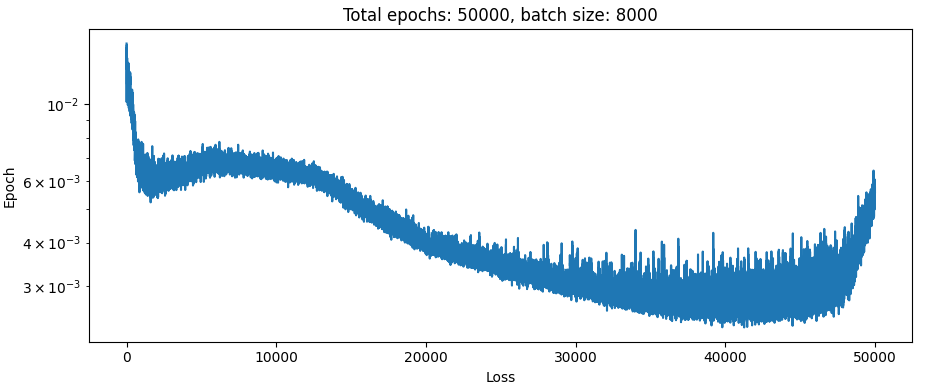 Total epochs: 50000, batch size: 8000
Epoch
10⁻²
6 × 10⁻³
4 × 10⁻³
3 × 10⁻³
0 10000 20000 30000 40000 50000
Loss